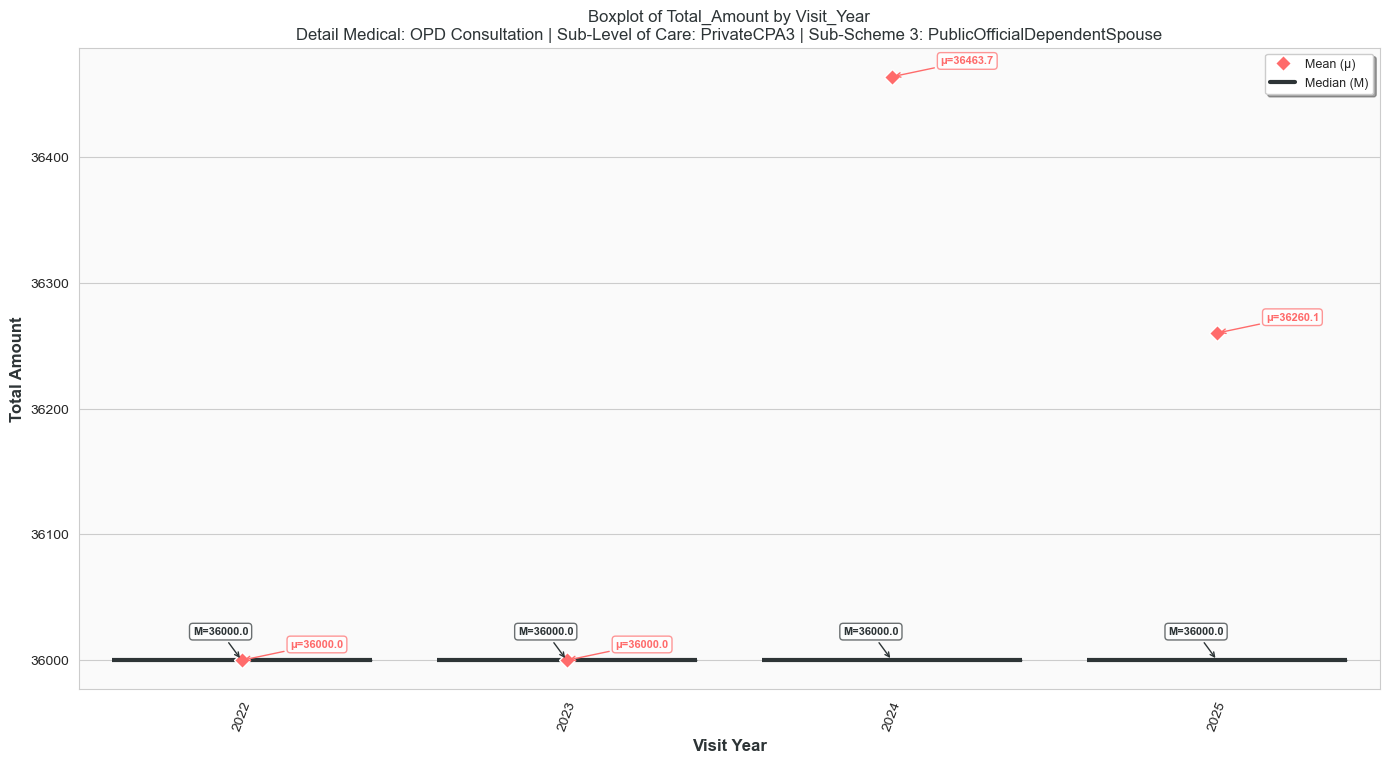 Boxplot of Total_Amount by Visit_Year
Detail Medical: OPD Consultation | Sub-Level of Care: PrivateCPA3 | Sub-Scheme 3: PublicOfficialDependentSpouse
Mean (μ)
Median (M)
μ=36463.7
36400
36300
μ=36260.1
36200
36100
M=36000.0
μ=36000.0
M=36000.0
μ=36000.0
M=36000.0
M=36000.0
36000
Total Amount
2022
2023
2024
2025
Visit Year